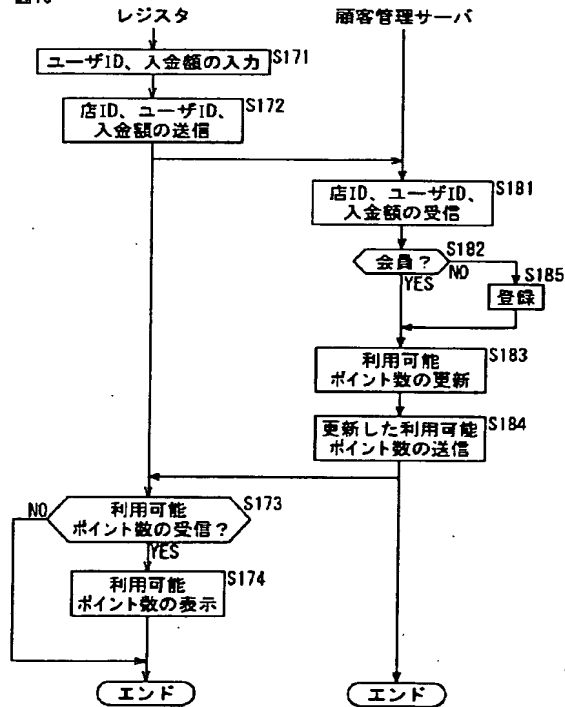 レジスタ
顧客管理サーバ
ユーザID、入金額の入力
S171
店ID、ユーザID、
入金額の送信
S172
店ID、ユーザID、
入金額の受信
S181
会員?
S182
NO
YES
S185
登録
利用可能
ポイント数の更新
S183
更新した利用可能
ポイント数の送信
S184
NO
利用可能
ポイント数の受信?
S173
YES
利用可能
ポイント数の表示
S174
エンド
エンド